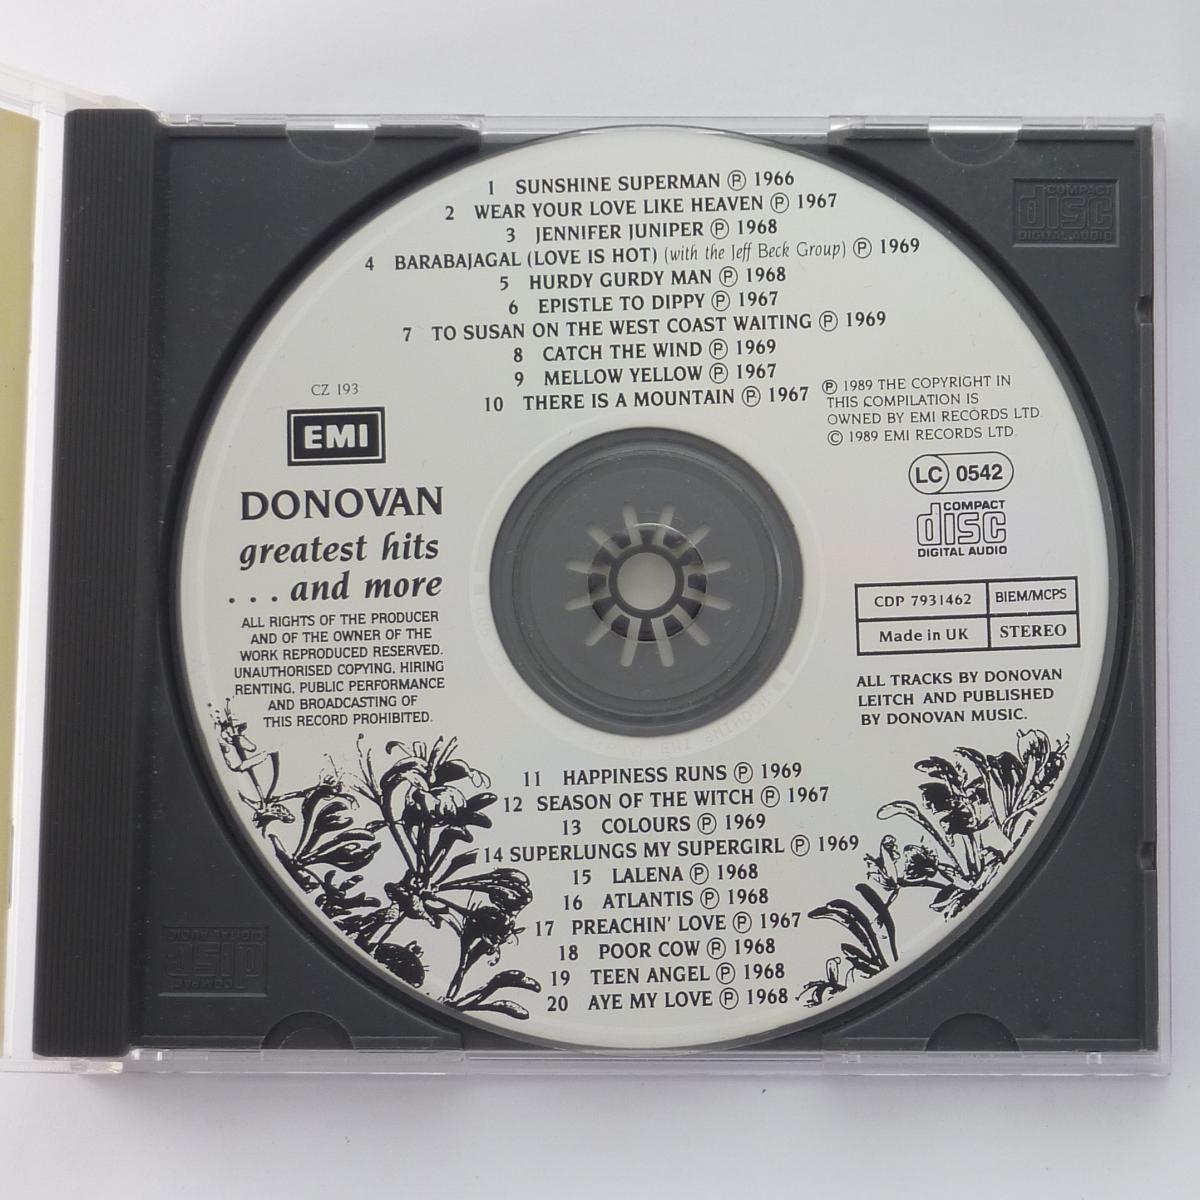 1 SUNSHINE SUPERMAN Ⓟ 1966
2 WEAR YOUR LOVE LIKE HEAVEN Ⓟ 1967
3 JENNIFER JUNIPER Ⓟ 1968
4 BARABAJAGAL (LOVE IS HOT) (with the Jeff Beck Group) Ⓟ 1969
5 HURDY GURDY MAN Ⓟ 1968
6 EPISTLE TO DIPPY Ⓟ 1967
7 TO SUSAN ON THE WEST COAST WAITING Ⓟ 1969
8 CATCH THE WIND Ⓟ 1969
9 MELLOW YELLOW Ⓟ 1967
10 THERE IS A MOUNTAIN Ⓟ 1967
CZ 193
EMI
DONOVAN
greatest hits
. . . and more
ALL RIGHTS OF THE PRODUCER
AND OF THE OWNER OF THE
WORK REPRODUCED RESERVED.
UNAUTHORISED COPYING, HIRING
RENTING, PUBLIC PERFORMANCE
AND BROADCASTING OF
THIS RECORD PROHIBITED.
Ⓟ 1989 THE COPYRIGHT IN
THIS COMPILATION IS
OWNED BY EMI RECORDS LTD.
© 1989 EMI RECORDS LTD.
LC 0542
COMPACT
disc
DIGITAL AUDIO
CDP 7931462 BIEM/MCPS
Made in UK STEREO
ALL TRACKS BY DONOVAN
LEITCH AND PUBLISHED
BY DONOVAN MUSIC.
11 HAPPINESS RUNS Ⓟ 1969
12 SEASON OF THE WITCH Ⓟ 1967
13 COLOURS Ⓟ 1969
14 SUPERLUNGS MY SUPERGIRL Ⓟ 1969
15 LALENA Ⓟ 1968
16 ATLANTIS Ⓟ 1968
17 PREACHIN' LOVE Ⓟ 1967
18 POOR COW Ⓟ 1968
19 TEEN ANGEL Ⓟ 1968
20 AYE MY LOVE Ⓟ 1968
COMPACT
disc
DIGITAL AUDIO
COMPACT
disc
DIGITAL AUDIO